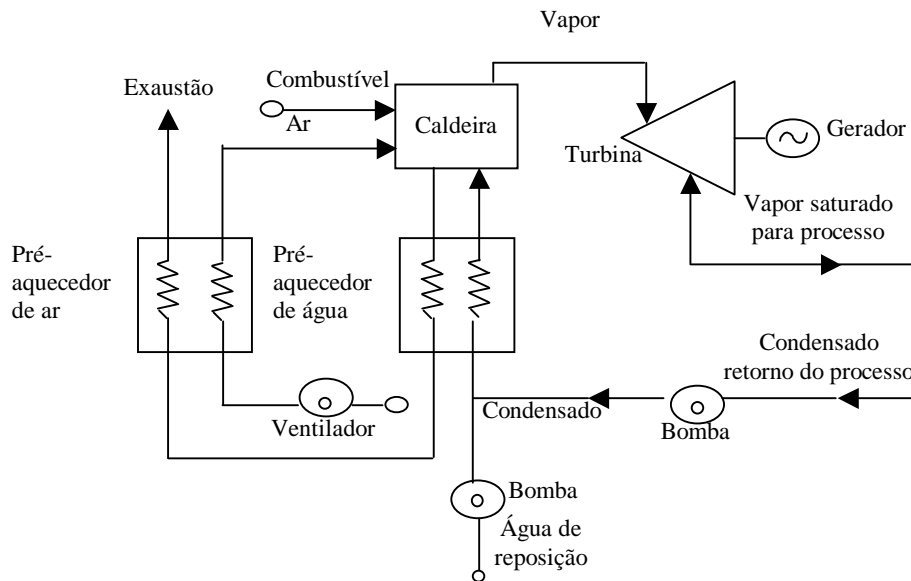 Vapor
Exaustão
Combustível
Ar
Caldeira
Turbina
Gerador
Vapor saturado
para processo
Pré-
aquecedor
de ar
Pré-
aquecedor
de água
Condensado
retorno do processo
Condensado
Bomba
Ventilador
Bomba
Água de
reposição